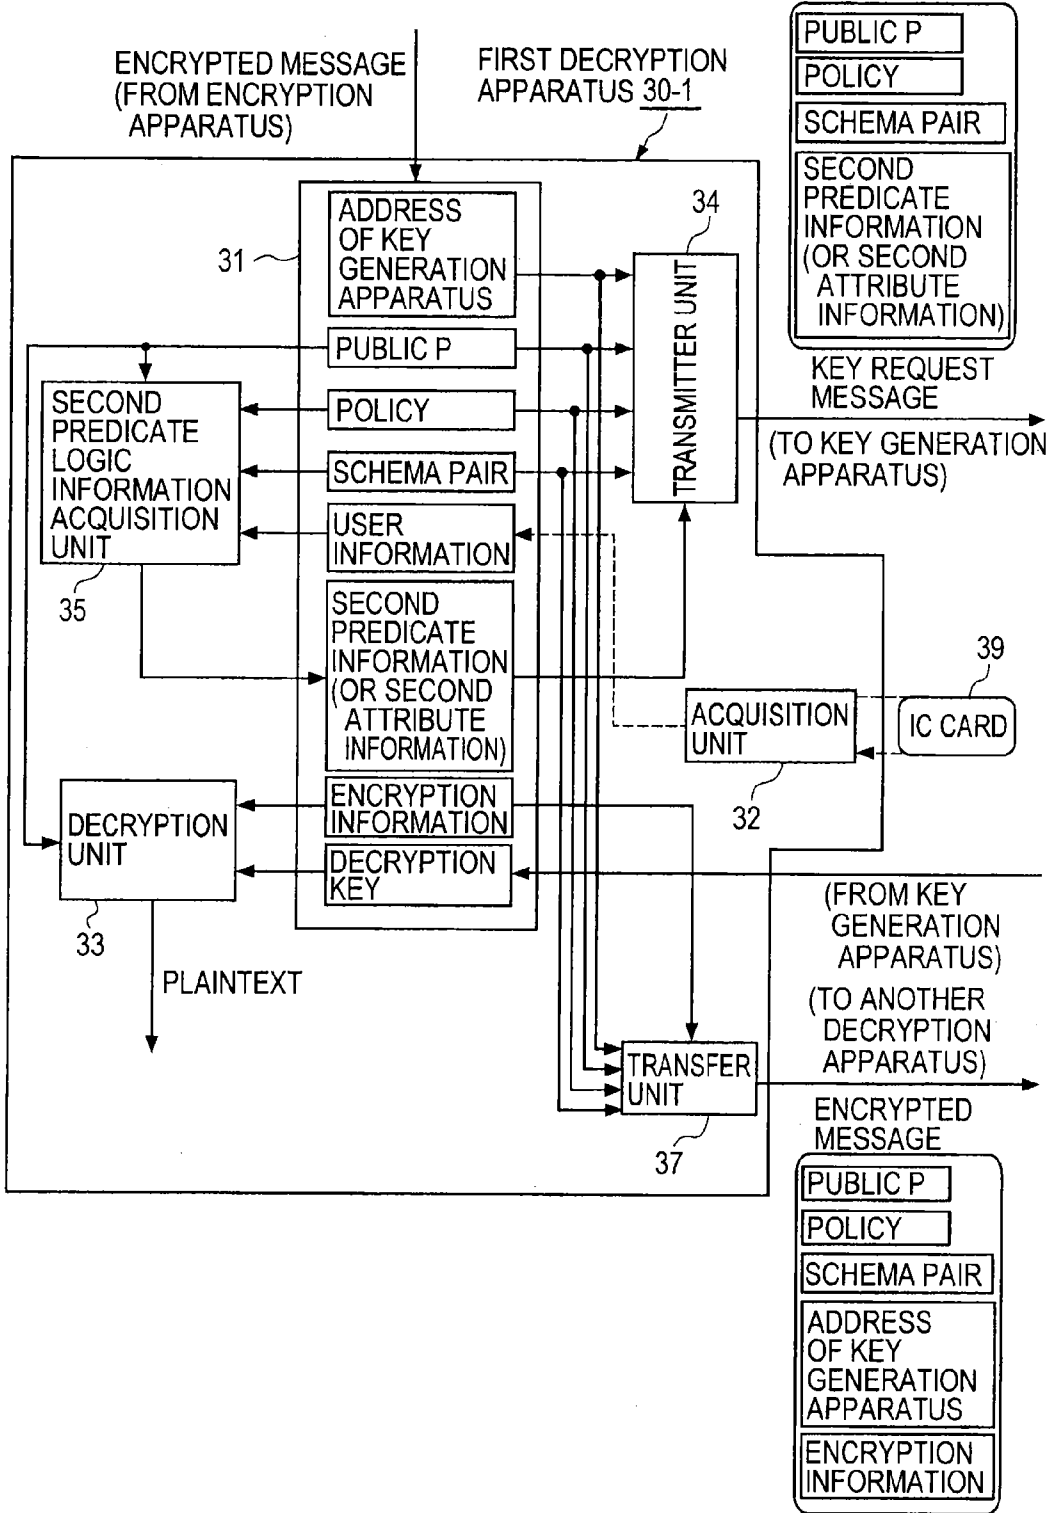 ENCRYPTED MESSAGE
(FROM ENCRYPTION
APPARATUS)
FIRST DECRYPTION
APPARATUS 30-1
PUBLIC P
POLICY
SCHEMA PAIR
SECOND
PREDICATE
INFORMATION
(OR SECOND
ATTRIBUTE
INFORMATION)
KEY REQUEST
MESSAGE
(TO KEY GENERATION
APPARATUS)
31
ADDRESS
OF KEY
GENERATION
APPARATUS
PUBLIC P
POLICY
SCHEMA PAIR
USER
INFORMATION
SECOND
PREDICATE
INFORMATION
(OR SECOND
ATTRIBUTE
INFORMATION)
ENCRYPTION
INFORMATION
DECRYPTION
KEY
34
TRANSMITTER UNIT
SECOND
PREDICATE
LOGIC
INFORMATION
ACQUISITION
UNIT
35
39
IC CARD
ACQUISITION
UNIT
32
DECRYPTION
UNIT
33
PLAINTEXT
(FROM KEY
GENERATION
APPARATUS)
(TO ANOTHER
DECRYPTION
APPARATUS)
TRANSFER
UNIT
37
ENCRYPTED
MESSAGE
PUBLIC P
POLICY
SCHEMA PAIR
ADDRESS
OF KEY
GENERATION
APPARATUS
ENCRYPTION
INFORMATION